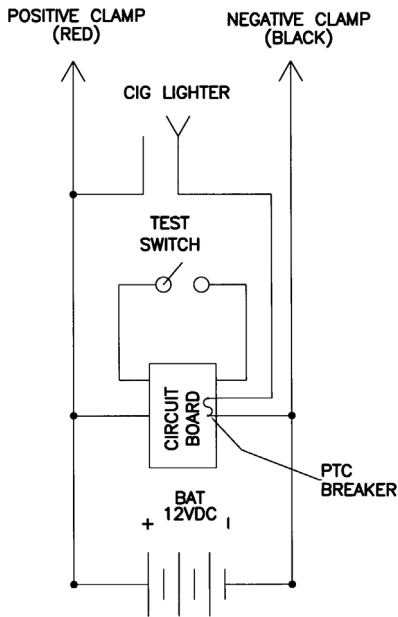 POSITIVE CLAMP
(RED)
NEGATIVE CLAMP
(BLACK)
CIG LIGHTER
TEST
SWITCH
CIRCUIT
BOARD
PTC
BREAKER
BAT
12VDC
+ -